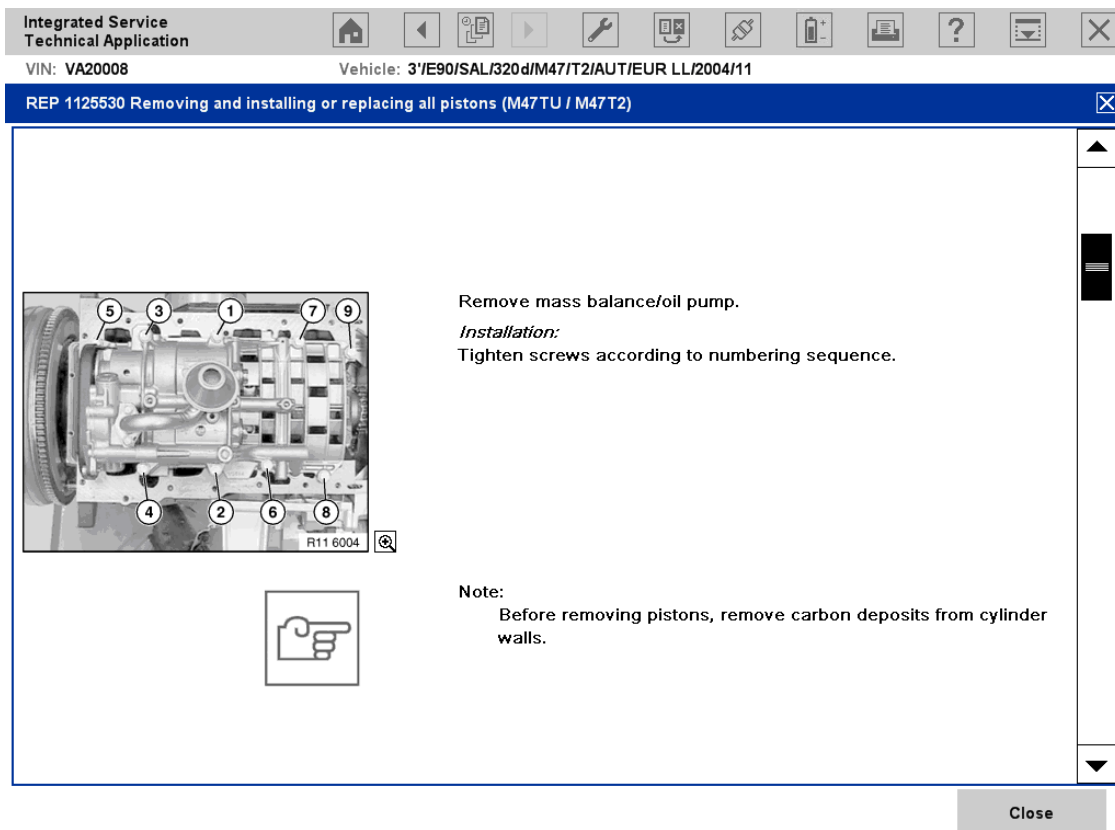 Integrated Service
Technical Application
VIN: VA20008 Vehicle: 3'/E90/SAL/320d/M47/T2/AUT/EUR LL/2004/11
REP 1125530 Removing and installing or replacing all pistons (M47TU / M47T2)
5 3 1 7 9
4 2 6 8
R11 6004
Remove mass balance/oil pump.
Installation:
Tighten screws according to numbering sequence.
Note:
Before removing pistons, remove carbon deposits from cylinder
walls.
Close